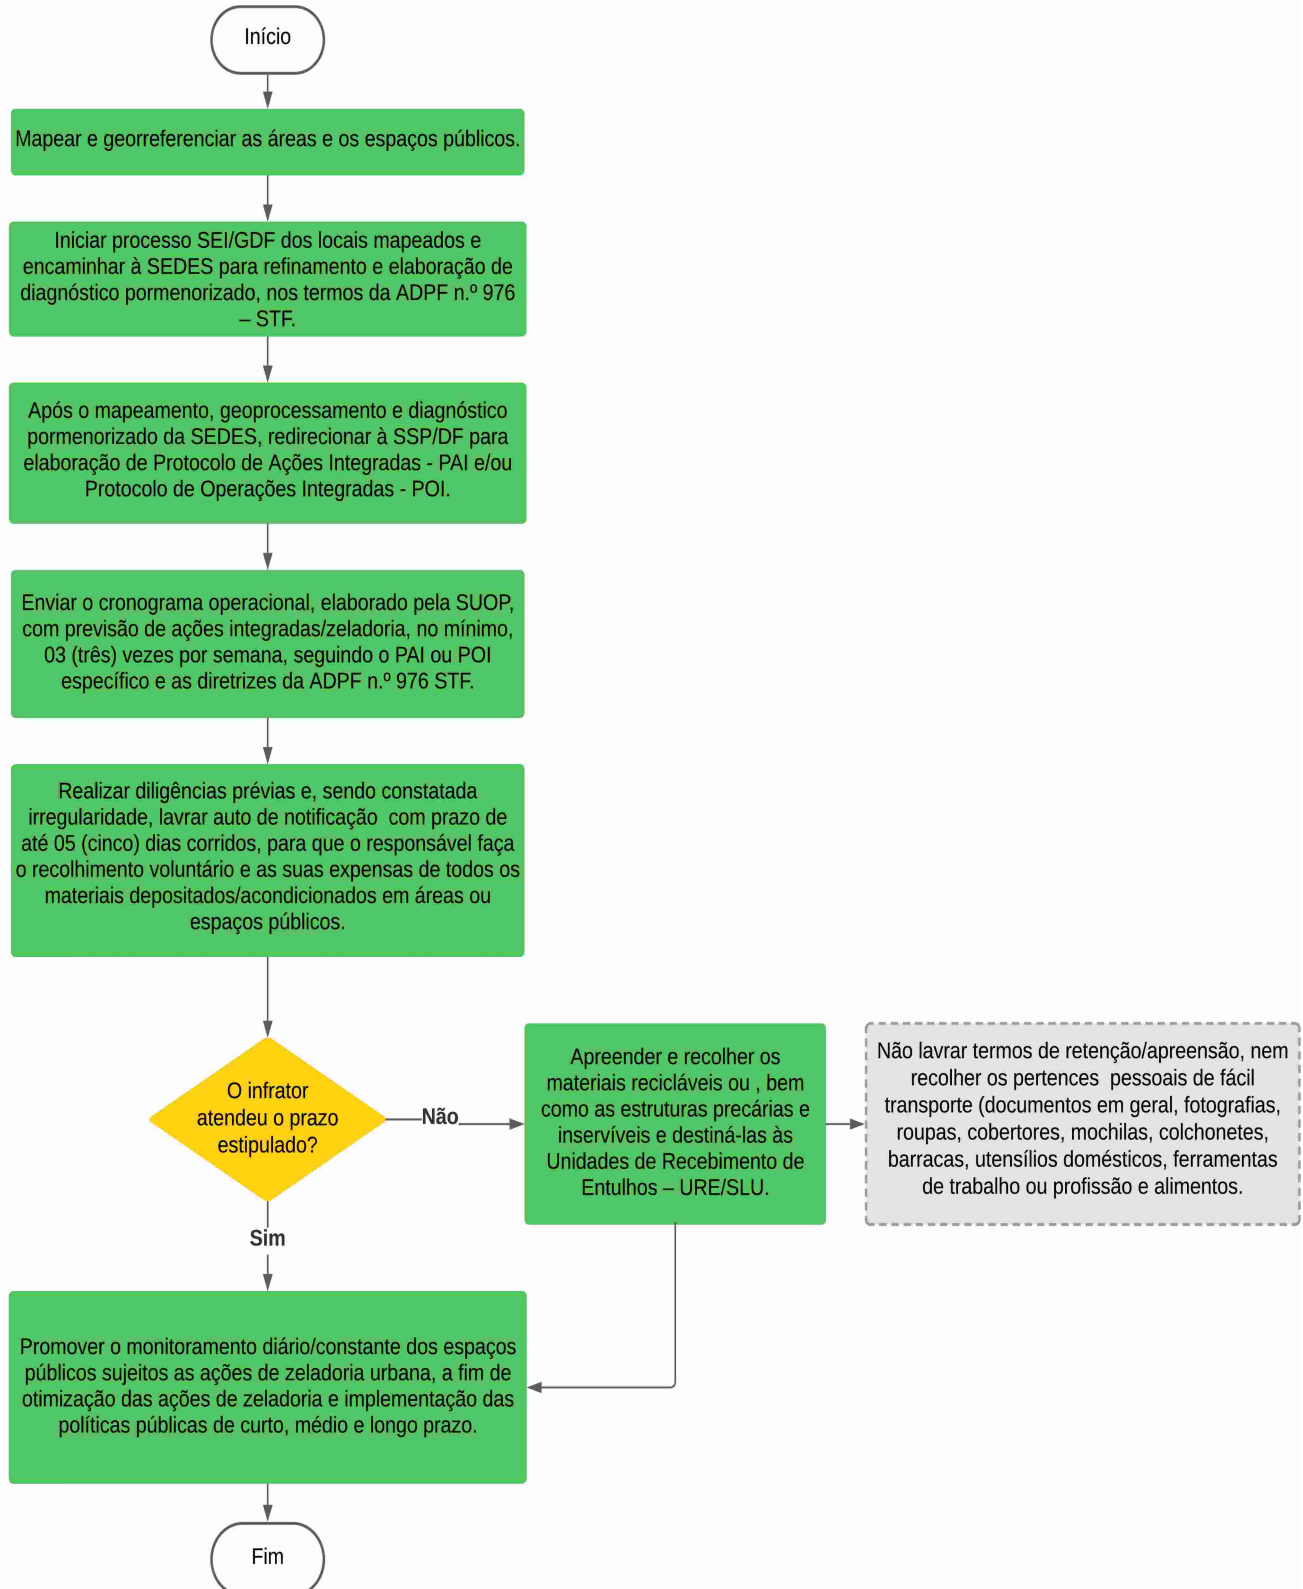 Início
Mapear e georreferenciar as áreas e os espaços públicos.
Iniciar processo SEI/GDF dos locais mapeados e
encaminhar à SEDES para refinamento e elaboração de
diagnóstico pormenorizado, nos termos da ADPF n.º 976
– STF.
Após o mapeamento, geoprocessamento e diagnóstico
pormenorizado da SEDES, redirecionar à SSP/DF para
elaboração de Protocolo de Ações Integradas - PAI e/ou
Protocolo de Operações Integradas - POI.
Enviar o cronograma operacional, elaborado pela SUOP,
com previsão de ações integradas/zeladoria, no mínimo,
03 (três) vezes por semana, seguindo o PAI ou POI
específico e as diretrizes da ADPF n.º 976 STF.
Realizar diligências prévias e, sendo constatada
irregularidade, lavrar auto de notificação  com prazo de
até 05 (cinco) dias corridos, para que o responsável faça
o recolhimento voluntário e as suas expensas de todos os
materiais depositados/acondicionados em áreas ou
espaços públicos.
O infrator
atendeu o prazo
estipulado?
Não
Apreender e recolher os
materiais recicláveis ou , bem
como as estruturas precárias e
inservíveis e destiná-las às
Unidades de Recebimento de
Entulhos – URE/SLU.
Não lavrar termos de retenção/apreensão, nem
recolher os pertences  pessoais de fácil
transporte (documentos em geral, fotografias,
roupas, cobertores, mochilas, colchonetes,
barracas, utensílios domésticos, ferramentas
de trabalho ou profissão e alimentos.
Sim
Promover o monitoramento diário/constante dos espaços
públicos sujeitos as ações de zeladoria urbana, a fim de
otimização das ações de zeladoria e implementação das
políticas públicas de curto, médio e longo prazo.
Fim